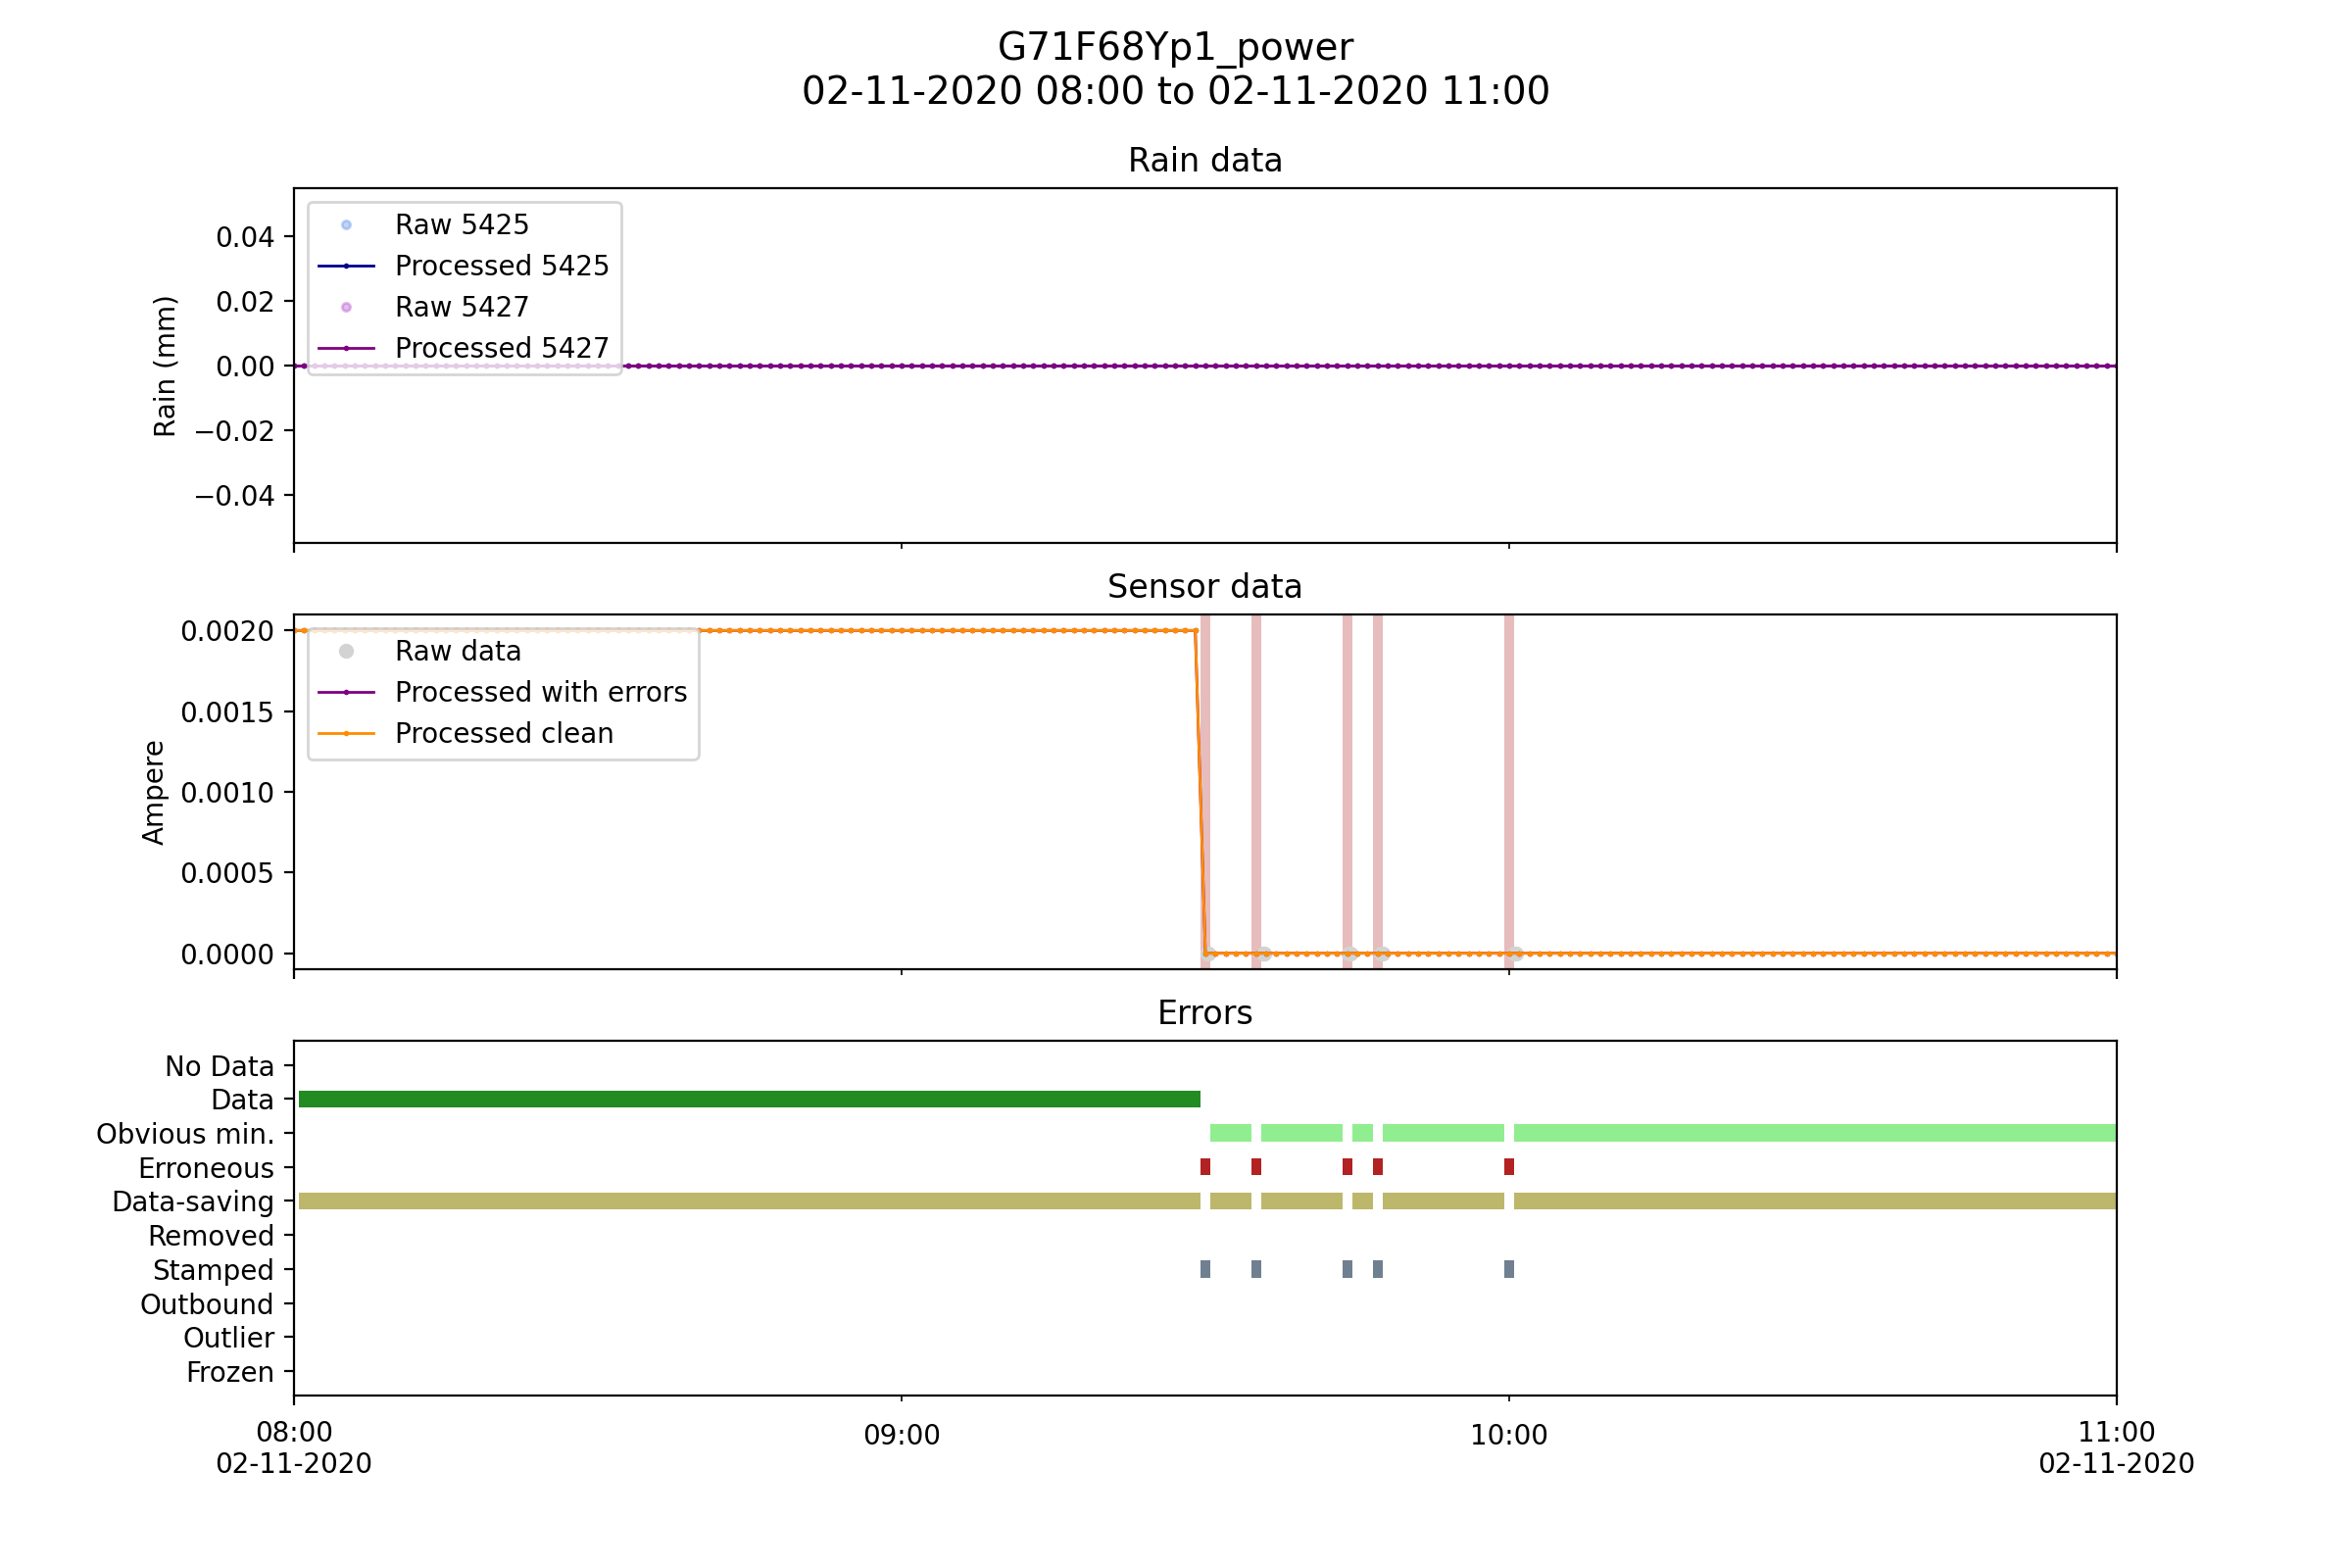 G71F68Yp1_power
02-11-2020 08:00 to 02-11-2020 11:00
Rain data
Raw 5425
Processed 5425
Raw 5427
Processed 5427
0.04
0.02
0.00
−0.02
−0.04
Rain (mm)
Sensor data
Raw data
Processed with errors
Processed clean
0.0020
0.0015
0.0010
0.0005
0.0000
Ampere
Errors
No Data
Data
Obvious min.
Erroneous
Data-saving
Removed
Stamped
Outbound
Outlier
Frozen
08:00 09:00 10:00 11:00
02-11-2020 02-11-2020